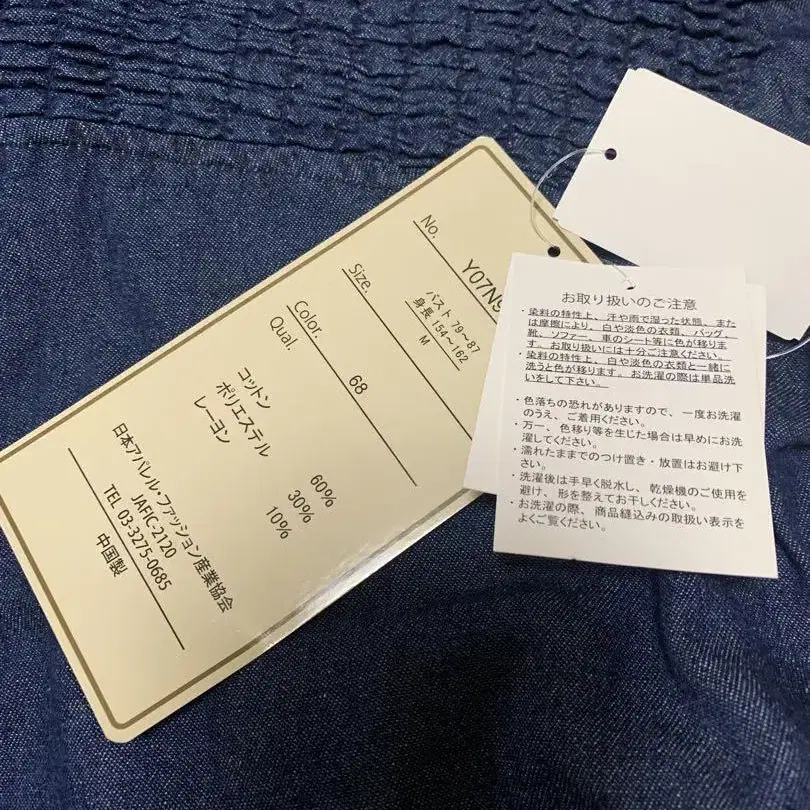 No. Y07N9
Size. バスト 79～87
身長 154～162
M
Color. 68
Qual.
コットン 60%
ポリエステル 30%
レーヨン 10%
日本アパレル・ファッション産業協会
JAFIC-2120
TEL 03-3275-0685
中国製
お取り扱いのご注意
・染料の特性上、汗や雨で湿った状態、また
は摩擦により、白や淡色の衣類、バッグ、
靴、ソファー、車のシート等に色が移りま
す。お取り扱いには十分ご注意ください。
・染料の特性上、白や淡色の衣類と一緒に
洗うと色が移ります。お洗濯の際は単品洗
いをして下さい。
・色落ちの恐れがありますので、一度お洗濯
のうえ、ご着用ください。
・万一、色移り等を生じた場合は早めにお洗
濯してください。
・濡れたままでのつけ置き・放置はお避け下
さい。
・洗濯後は手早く脱水し、乾燥機のご使用を
避け、形を整えてお干しください。
・お洗濯の際、商品縫込みの取扱い表示を
よくご覧ください。